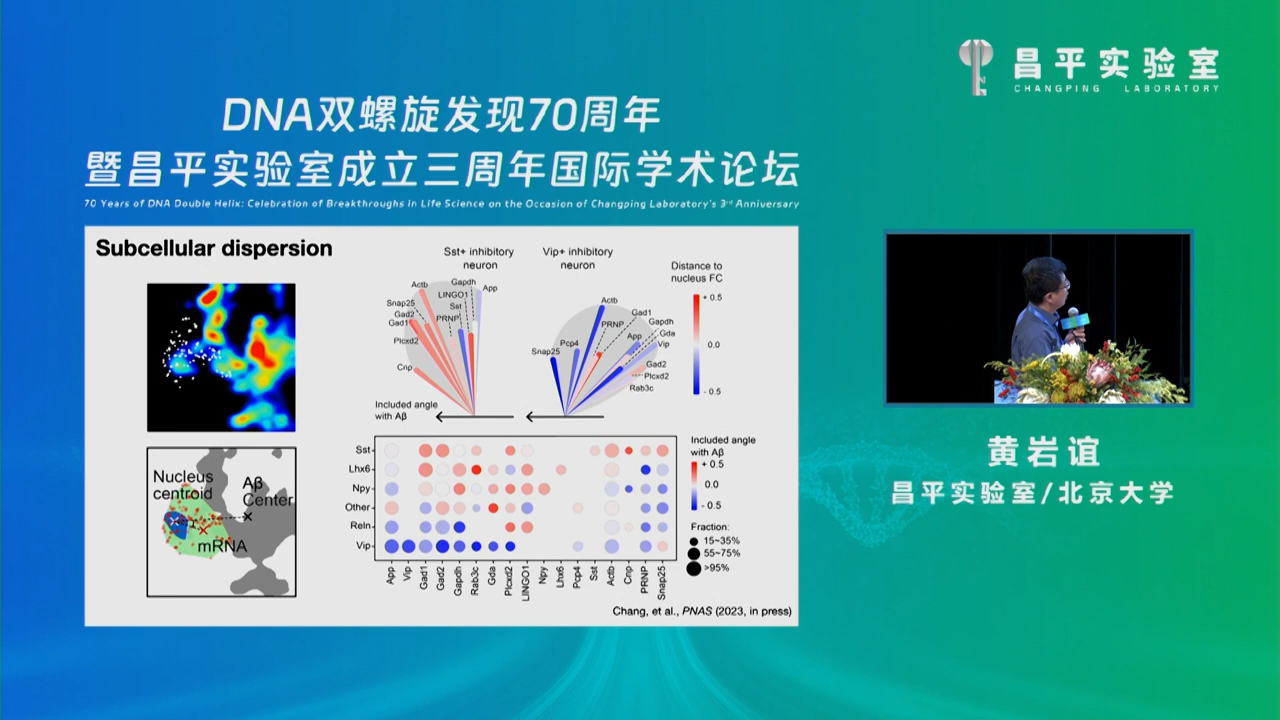 昌平实验室
CHANGPING LABORATORY
DNA双螺旋发现70周年
暨昌平实验室成立三周年国际学术论坛
70 Years of DNA Double Helix: Celebration of Breakthroughs in Life Science on the Occasion of Changping Laboratory's 3rd Anniversary
Subcellular dispersion
Nucleus
centroid
Aβ
Center
mRNA
Sst+ inhibitory
neuron
Actb
Gapdh
App
LINGO1
Snap25
Sst
Gad2
PRNP
Gad1
Plcxd2
Cnp
Included angle
with Aβ
Vip+ inhibitory
neuron
Actb
Gad1
PRNP
Gapdh
App
Gda
Pcp4
Vip
Snap25
Gad2
Plcxd2
Rab3c
Distance to
nucleus FC
+ 0.5
0.0
- 0.5
Sst
Lhx6
Npy
Other
Reln
Vip
App
Vip
Gad1
Gad2
Gapdh
Rab3c
Gda
Plcxd2
LINGO1
Npy
Lhx6
Pcp4
Sst
Actb
Cnp
PRNP
Snap25
Included angle
with Aβ
+ 0.5
0.0
- 0.5
Fraction:
15~35%
55~75%
>95%
Chang, et al., PNAS (2023, in press)
黄岩谊
昌平实验室/北京大学